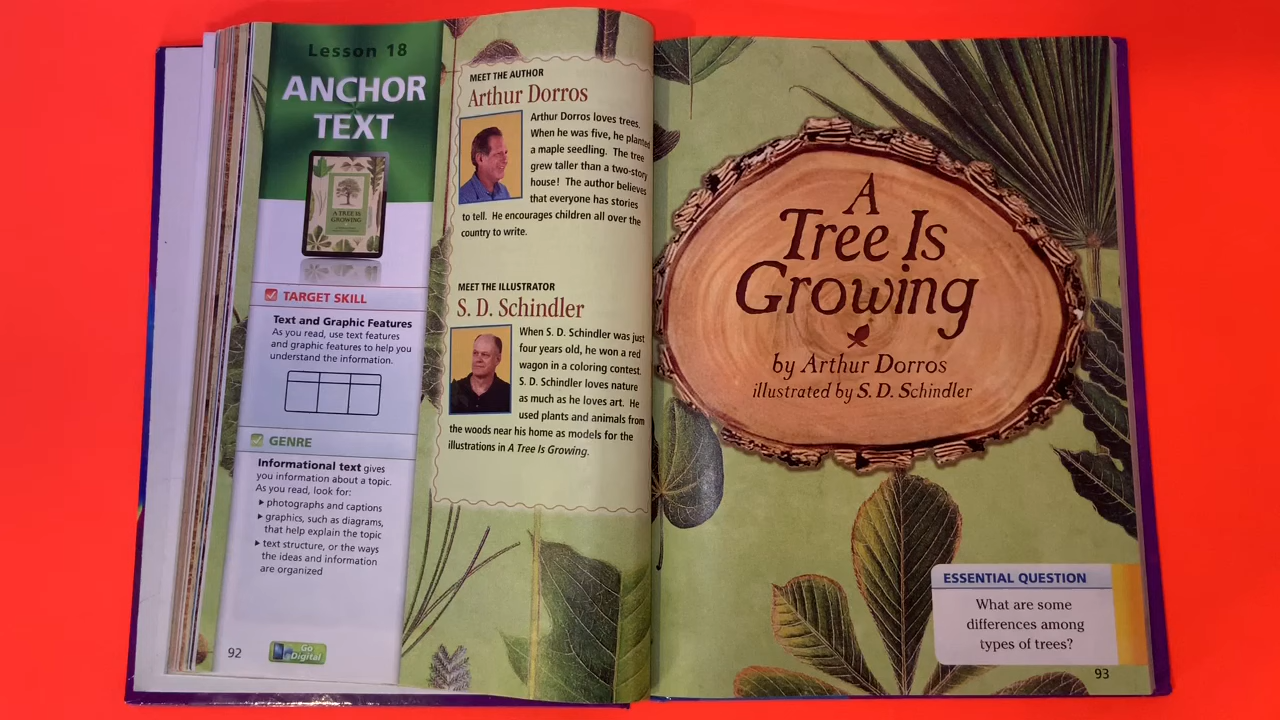 Lesson 18
ANCHOR
TEXT
A TREE IS
GROWING
TARGET SKILL
Text and Graphic Features
As you read, use text features
and graphic features to help you
understand the information.
GENRE
Informational text gives
you information about a topic.
As you read, look for:
▸ photographs and captions
▸ graphics, such as diagrams,
that help explain the topic
▸ text structure, or the ways
the ideas and information
are organized
92
Go
Digital
MEET THE AUTHOR
Arthur Dorros
Arthur Dorros loves trees.
When he was five, he planted
a maple seedling. The tree
grew taller than a two-story
house! The author believes
that everyone has stories
to tell. He encourages children all over the
country to write.
MEET THE ILLUSTRATOR
S. D. Schindler
When S. D. Schindler was just
four years old, he won a red
wagon in a coloring contest.
S. D. Schindler loves nature
as much as he loves art. He
used plants and animals from
the woods near his home as models for the
illustrations in A Tree Is Growing.
A
Tree Is
Growing
by Arthur Dorros
illustrated by S. D. Schindler
ESSENTIAL QUESTION
What are some
differences among
types of trees?
93